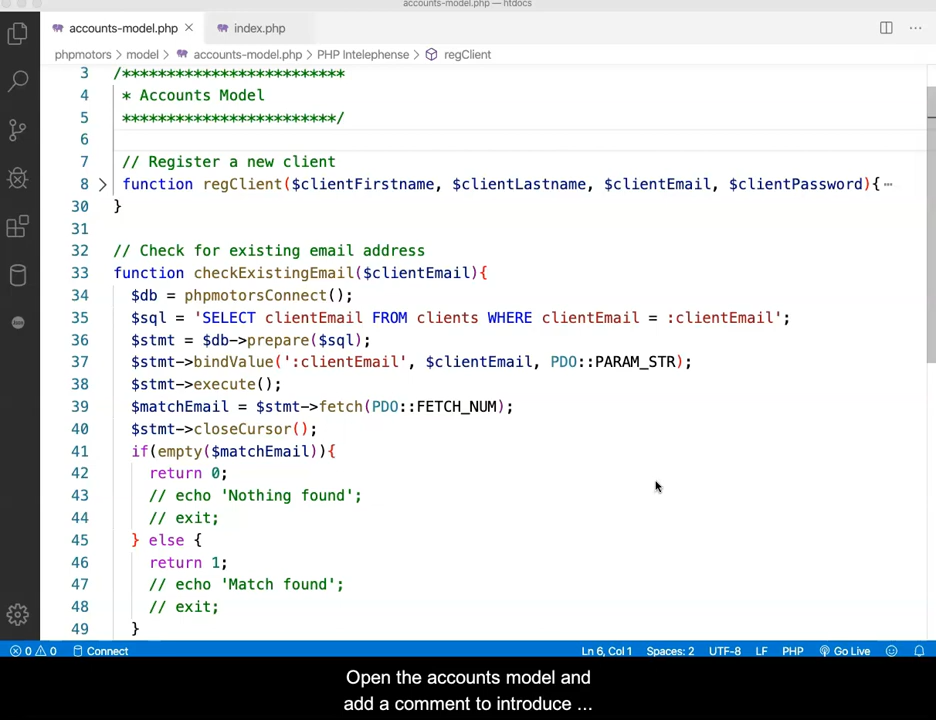 accounts-model.php — htdocs
accounts-model.php × index.php ...
phpmotors > model > accounts-model.php > PHP Intelephense > regClient
3 /*************************
4 * Accounts Model
5 ************************/
6
7 // Register a new client
8 function regClient($clientFirstname, $clientLastname, $clientEmail, $clientPassword){…
30 }
31
32 // Check for existing email address
33 function checkExistingEmail($clientEmail){
34 $db = phpmotorsConnect();
35 $sql = 'SELECT clientEmail FROM clients WHERE clientEmail = :clientEmail';
36 $stmt = $db->prepare($sql);
37 $stmt->bindValue(':clientEmail', $clientEmail, PDO::PARAM_STR);
38 $stmt->execute();
39 $matchEmail = $stmt->fetch(PDO::FETCH_NUM);
40 $stmt->closeCursor();
41 if(empty($matchEmail)){
42 return 0;
43 // echo 'Nothing found';
44 // exit;
45 } else {
46 return 1;
47 // echo 'Match found';
48 // exit;
49 }
0 0 Connect Ln 6, Col 1 Spaces: 2 UTF-8 LF PHP Go Live
Open the accounts model and
add a comment to introduce ...